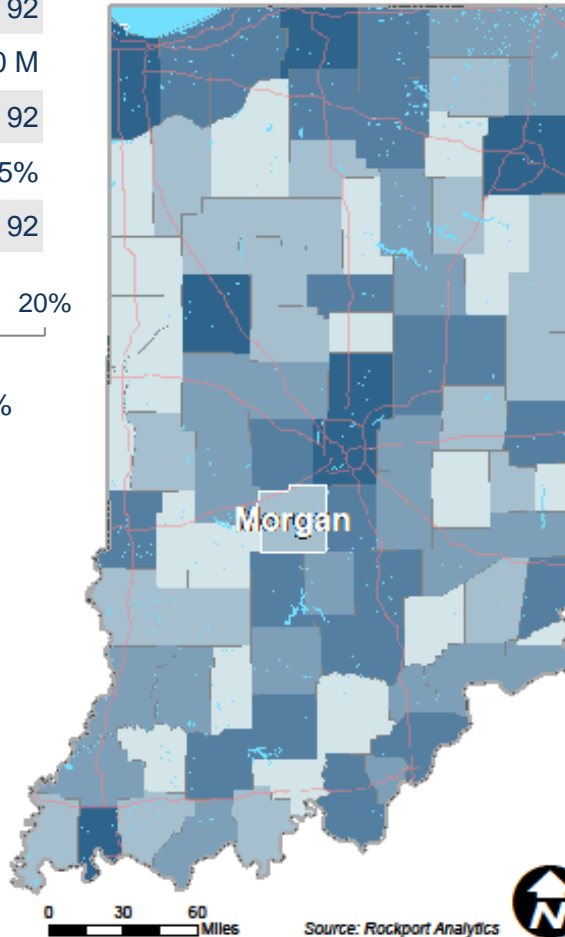 92
0 M
92
5%
92
20%
%
Morgan
0 30 60
Miles
Source: Rockport Analytics
N